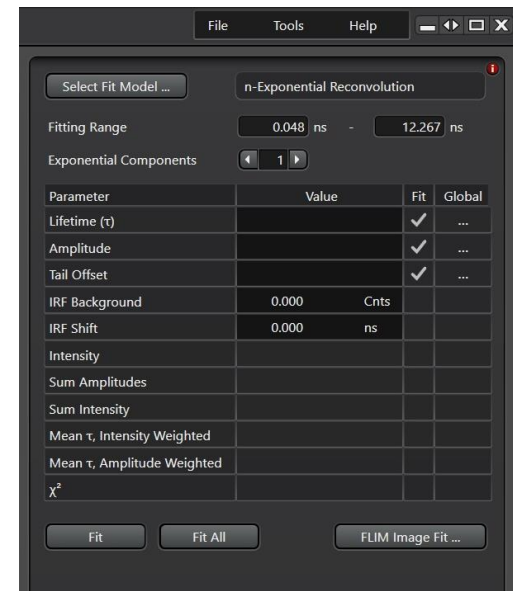 File Tools Help
Select Fit Model ... n-Exponential Reconvolution
Fitting Range 0.048 ns - 12.267 ns
Exponential Components 1
Parameter Value Fit Global
Lifetime (τ) ...
Amplitude ...
Tail Offset ...
IRF Background 0.000 Cnts
IRF Shift 0.000 ns
Intensity
Sum Amplitudes
Sum Intensity
Mean τ, Intensity Weighted
Mean τ, Amplitude Weighted
χ²
Fit Fit All FLIM Image Fit ...